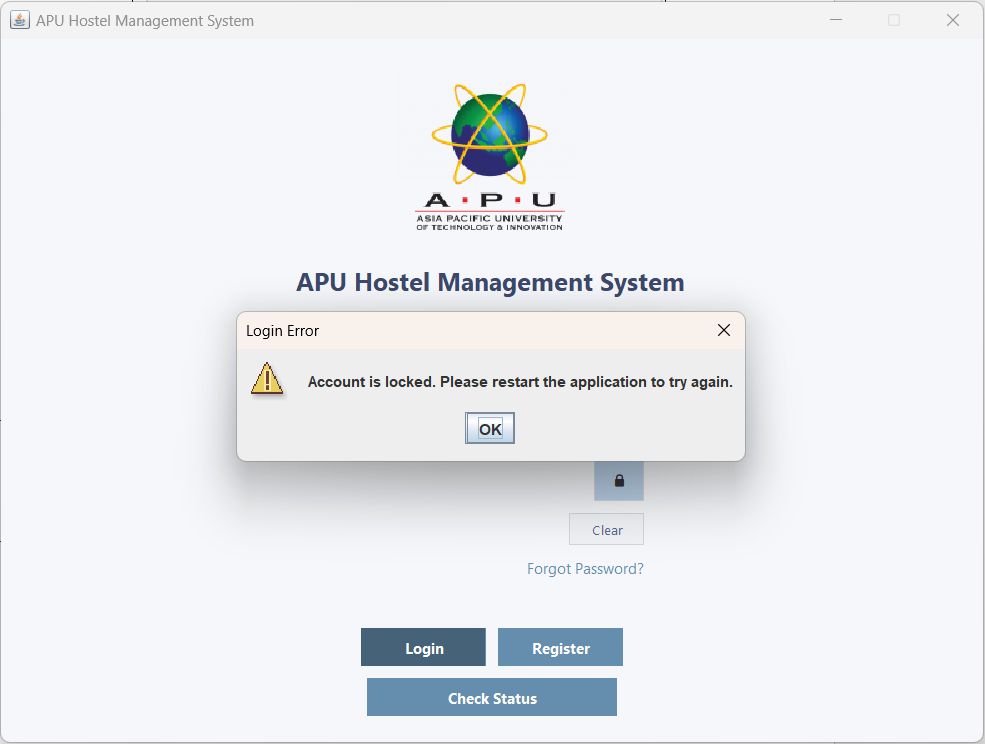 APU Hostel Management System
A·P·U
ASIA PACIFIC UNIVERSITY
OF TECHNOLOGY & INNOVATION
APU Hostel Management System
Login Error
Account is locked. Please restart the application to try again.
OK
Clear
Forgot Password?
Login
Register
Check Status